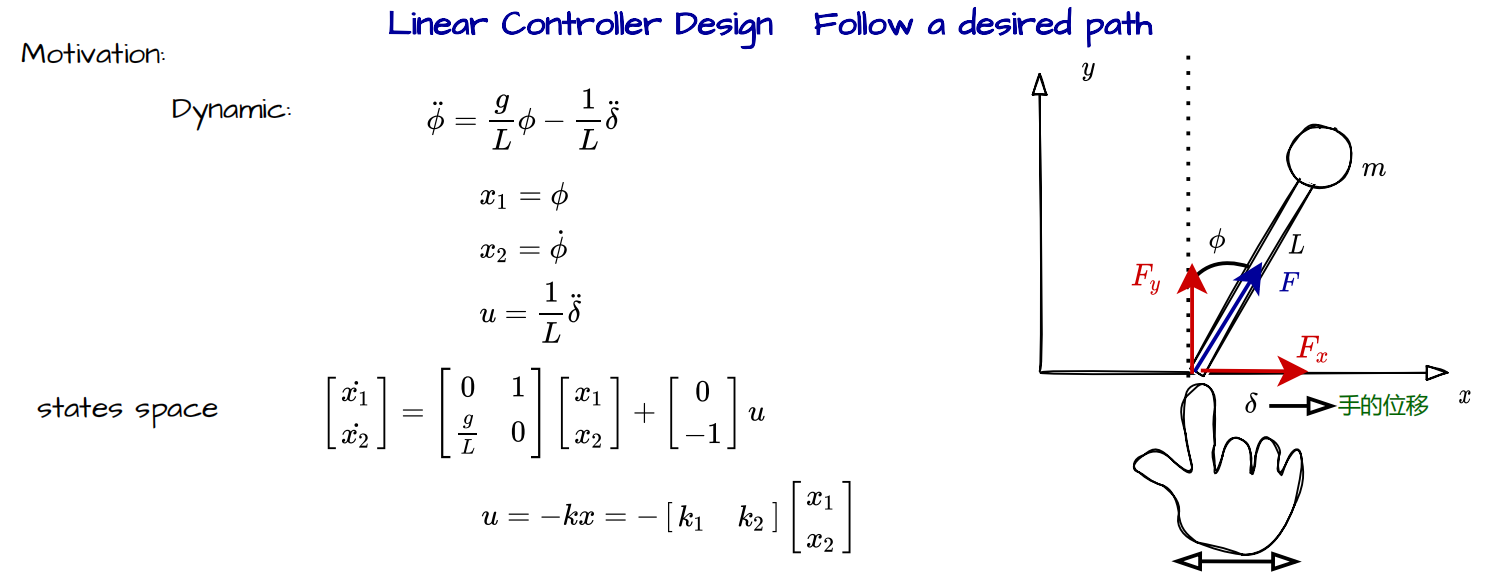 Linear Controller Design Follow a desired path
Motivation:
Dynamic:
\ddot{\phi} = \frac{g}{L}\phi - \frac{1}{L}\ddot{\delta}
x_1 = \phi
x_2 = \dot{\phi}
u = \frac{1}{L}\ddot{\delta}
states space
\begin{bmatrix} \dot{x_1} \\ \dot{x_2} \end{bmatrix} = \begin{bmatrix} 0 & 1 \\ \frac{g}{L} & 0 \end{bmatrix} \begin{bmatrix} x_1 \\ x_2 \end{bmatrix} + \begin{bmatrix} 0 \\ -1 \end{bmatrix} u
u = -kx = -[k_1 \quad k_2] \begin{bmatrix} x_1 \\ x_2 \end{bmatrix}
y
m
\phi
L
F_y
F
F_x
\delta
手的位移
x